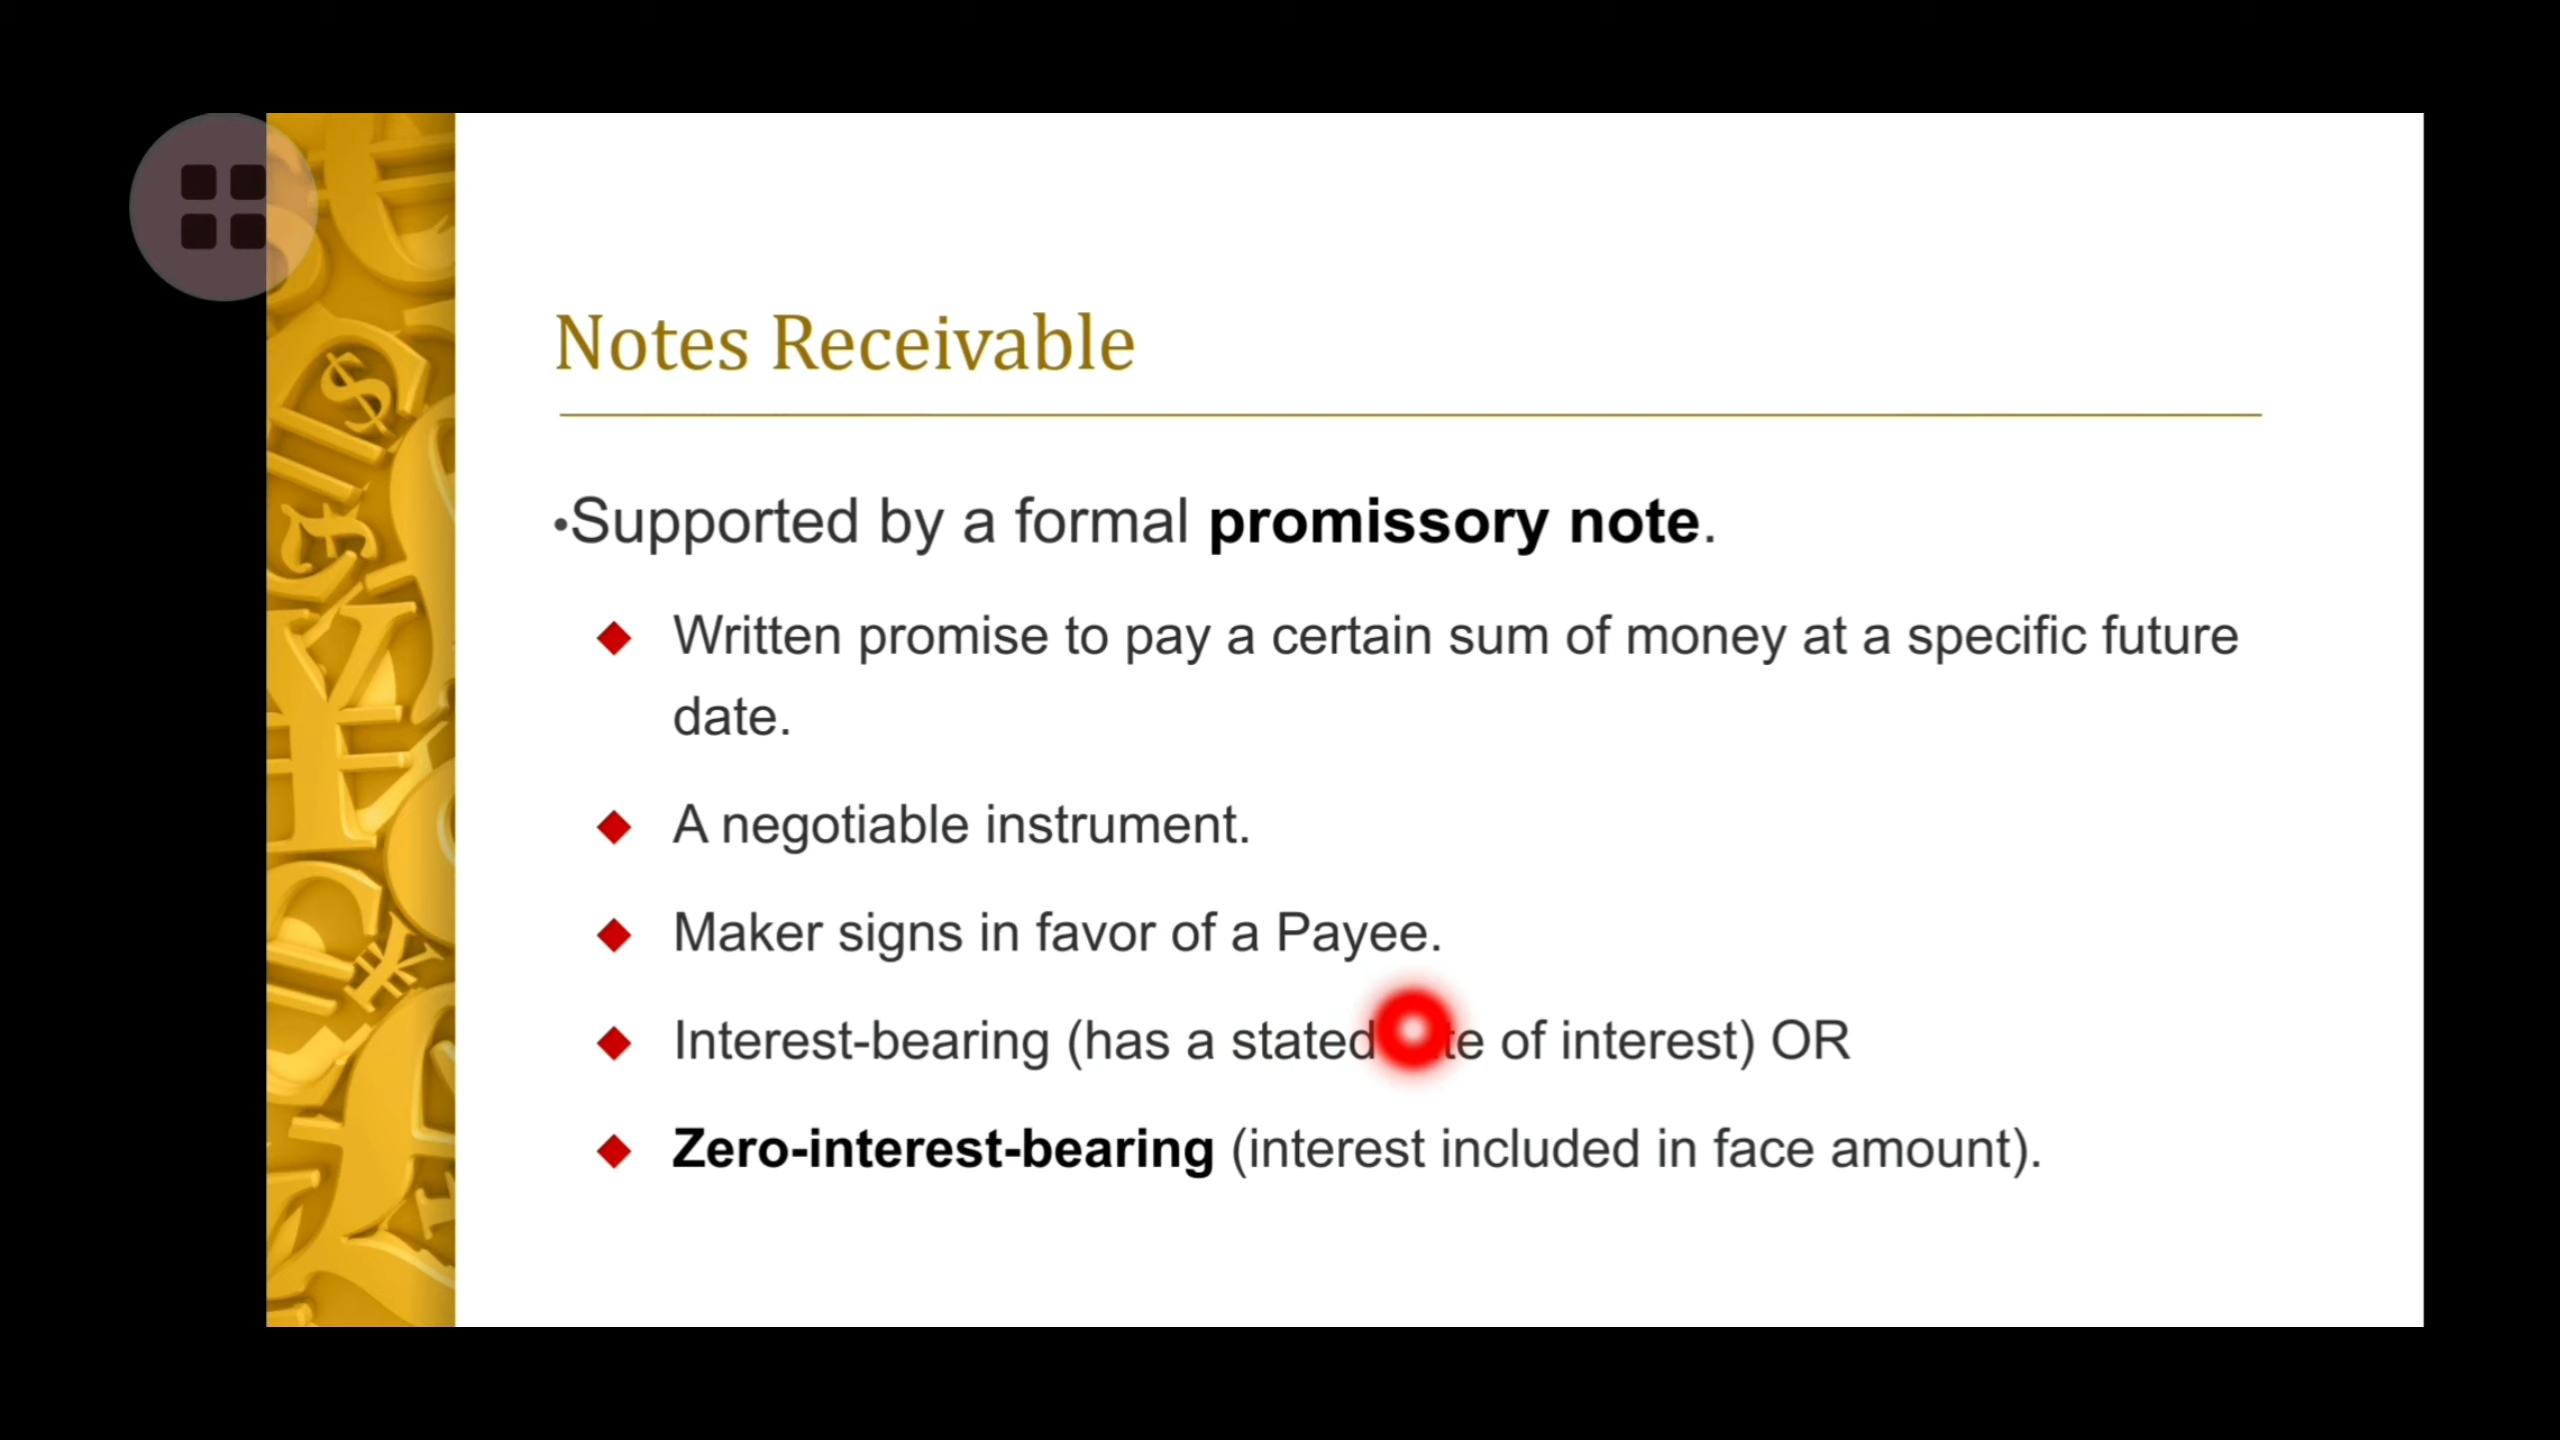 Notes Receivable
•Supported by a formal promissory note.
Written promise to pay a certain sum of money at a specific future
date.
A negotiable instrument.
Maker signs in favor of a Payee.
Interest-bearing (has a stated of interest) OR
Zero-interest-bearing (interest included in face amount).